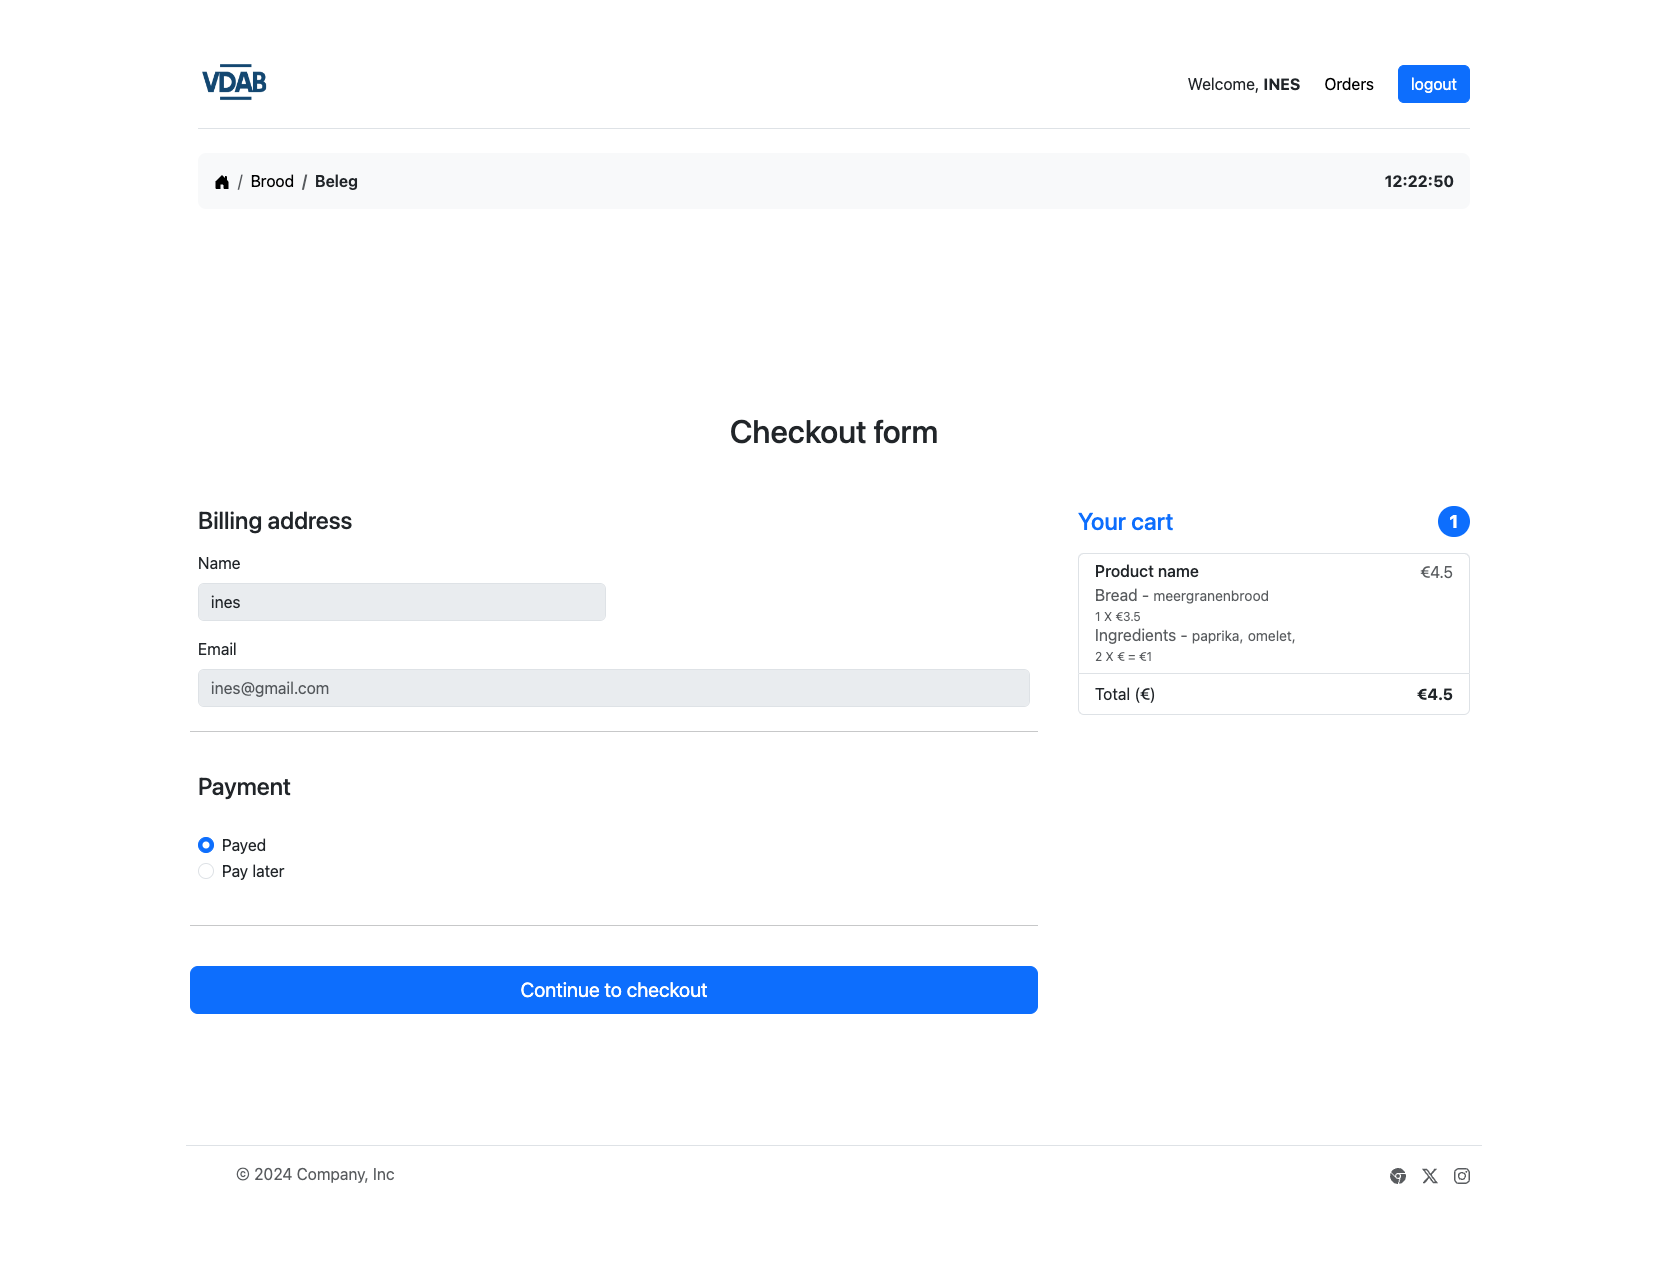 VDAB
Welcome, INES Orders logout
/ Brood / Beleg 12:22:50
Checkout form
Billing address
Name
ines
Email
ines@gmail.com
Payment
Payed
Pay later
Continue to checkout
Your cart 1
Product name €4.5
Bread - meergranenbrood
1 X €3.5
Ingredients - paprika, omelet,
2 X € = €1
Total (€) €4.5
© 2024 Company, Inc